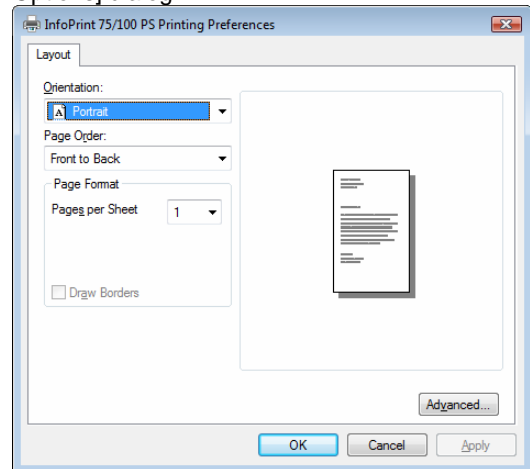 InfoPrint 75/100 PS Printing Preferences
Layout
Orientation:
A Portrait
Page Order:
Front to Back
Page Format
Pages per Sheet 1
Draw Borders
Advanced...
OK Cancel Apply